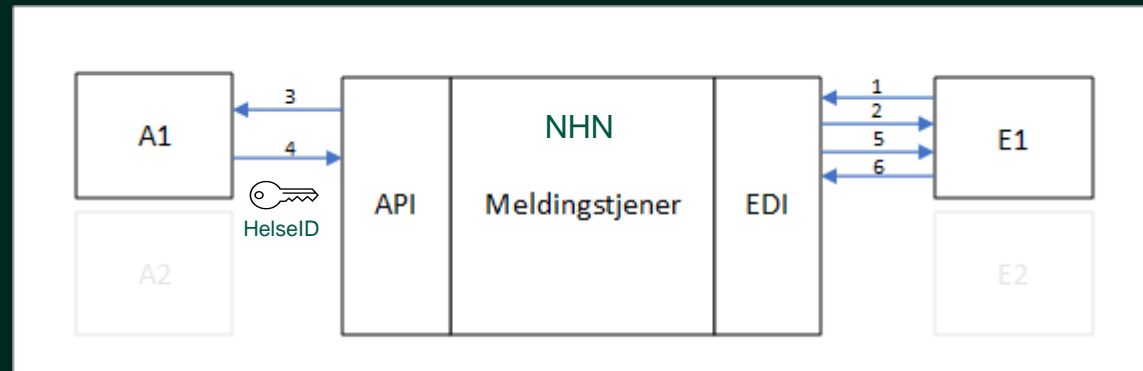 A1
3
4
HelseID
A2
API
NHN
Meldingstjener
EDI
1
2
5
6
E1
E2